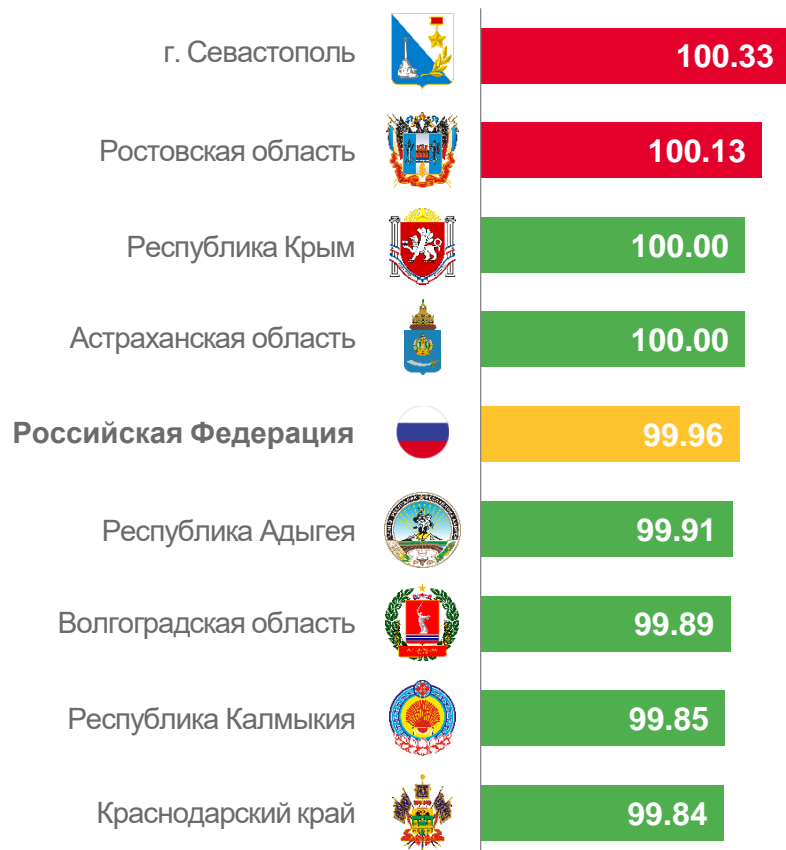 г. Севастополь 100.33
Ростовская область 100.13
Республика Крым 100.00
Астраханская область 100.00
Российская Федерация 99.96
Республика Адыгея 99.91
Волгоградская область 99.89
Республика Калмыкия 99.85
Краснодарский край 99.84